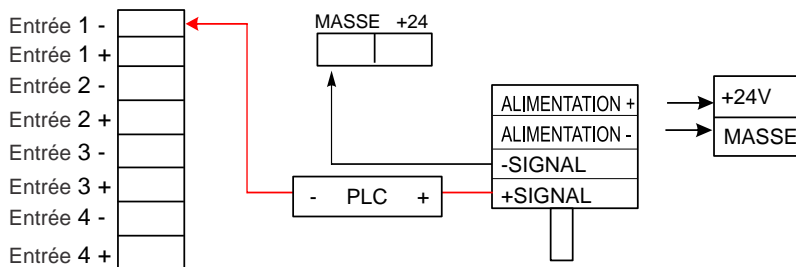 Entrée 1 -
Entrée 1 +
Entrée 2 -
Entrée 2 +
Entrée 3 -
Entrée 3 +
Entrée 4 -
Entrée 4 +
MASSE +24
- PLC +
ALIMENTATION +
ALIMENTATION -
-SIGNAL
+SIGNAL
+24V
MASSE